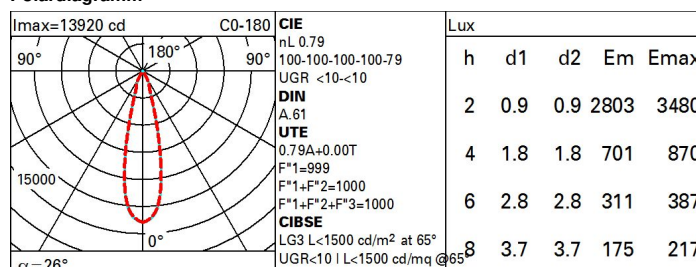 Imax=13920 cd C0-180
90° 180° 90°
15000
0°
α=26°
CIE
nL 0.79
100-100-100-100-79
UGR <10-<10
DIN
A.61
UTE
0.79A+0.00T
F"1=999
F"1+F"2=1000
F"1+F"2+F"3=1000
CIBSE
LG3 L<1500 cd/m² at 65°
UGR<10 | L<1500 cd/mq @65°
Lux
h d1 d2 Em Emax
2 0.9 0.9 2803 3480
4 1.8 1.8 701 870
6 2.8 2.8 311 387
8 3.7 3.7 175 217